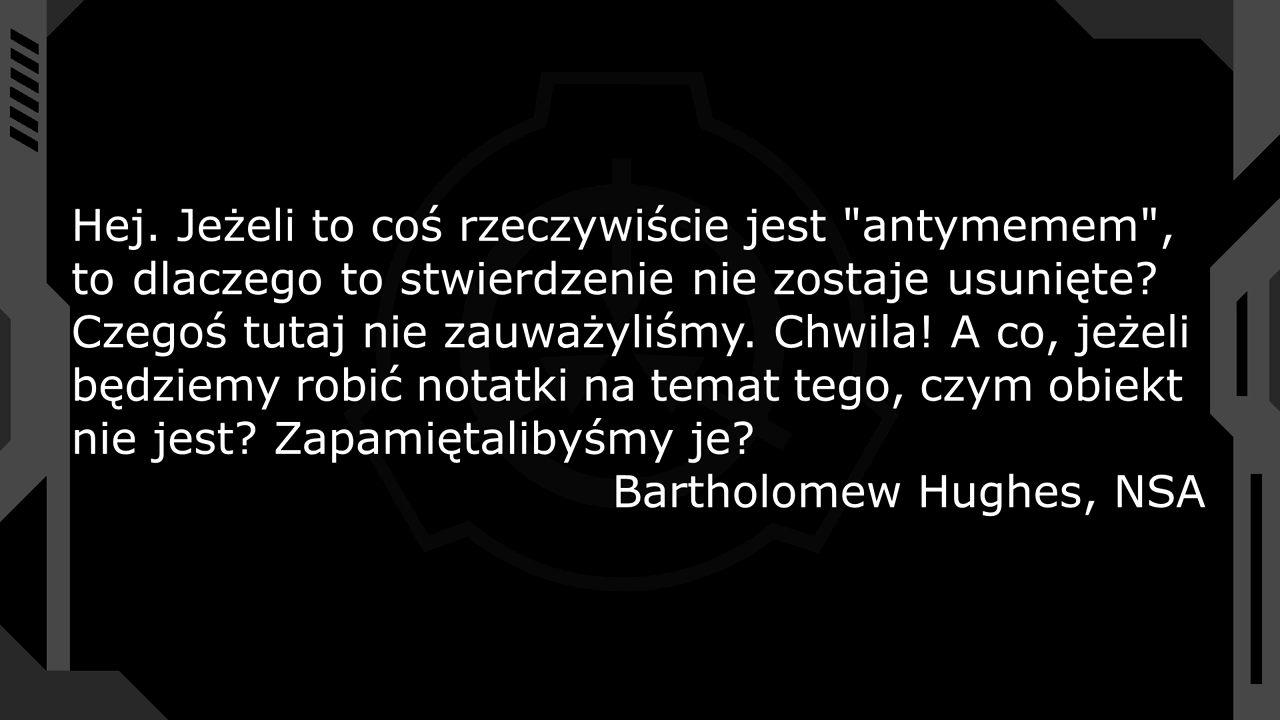 Hej. Jeżeli to coś rzeczywiście jest "antymemem",
to dlaczego to stwierdzenie nie zostaje usunięte?
Czegoś tutaj nie zauważyliśmy. Chwila! A co, jeżeli
będziemy robić notatki na temat tego, czym obiekt
nie jest? Zapamiętalibyśmy je?
Bartholomew Hughes, NSA